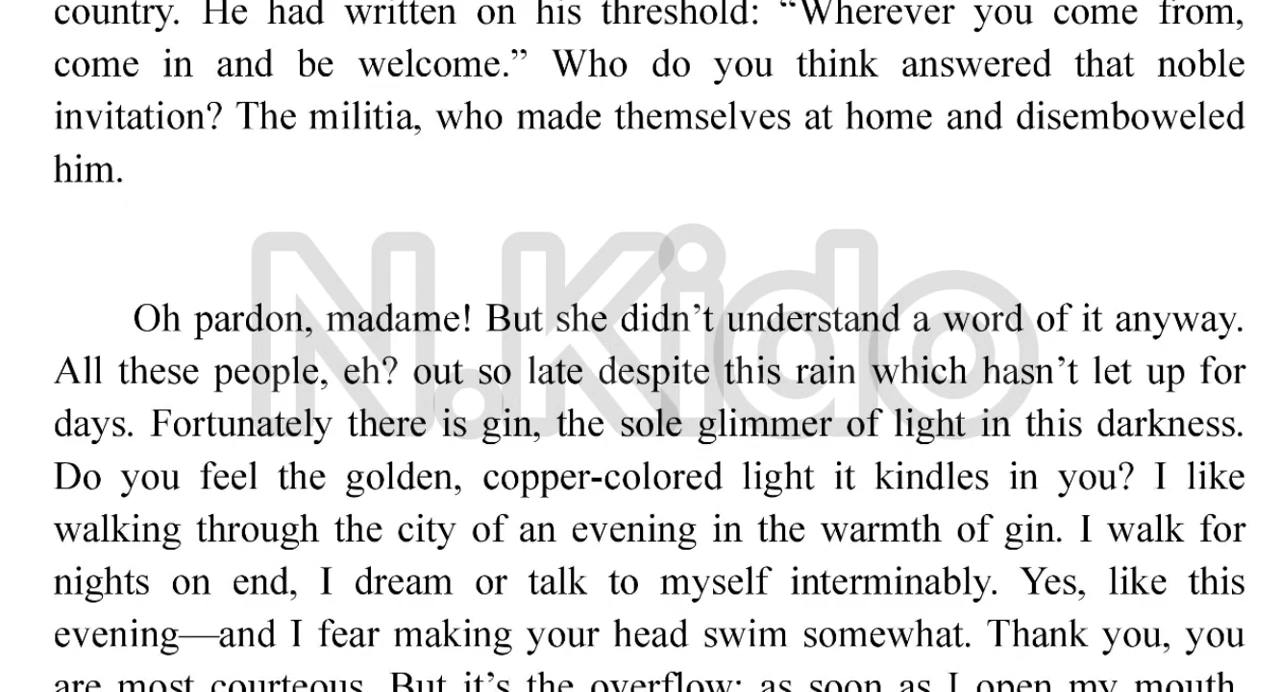 country. He had written on his threshold: “Wherever you come from,
come in and be welcome.” Who do you think answered that noble
invitation? The militia, who made themselves at home and disemboweled
him.
N.Kido
Oh pardon, madame! But she didn’t understand a word of it anyway.
All these people, eh? out so late despite this rain which hasn’t let up for
days. Fortunately there is gin, the sole glimmer of light in this darkness.
Do you feel the golden, copper-colored light it kindles in you? I like
walking through the city of an evening in the warmth of gin. I walk for
nights on end, I dream or talk to myself interminably. Yes, like this
evening—and I fear making your head swim somewhat. Thank you, you
are most courteous. But it’s the overflow; as soon as I open my mouth,